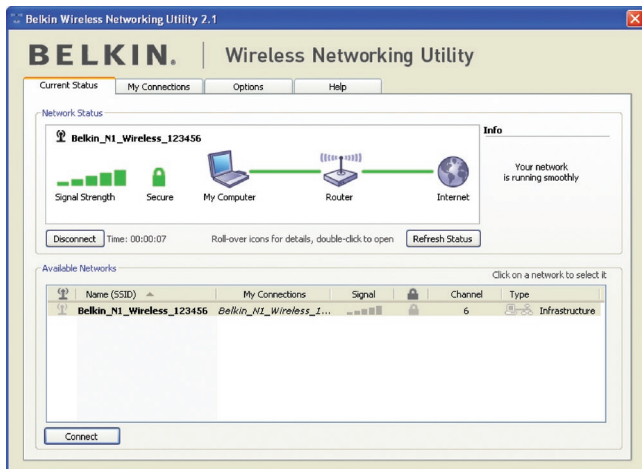 Belkin Wireless Networking Utility 2.1
BELKIN. Wireless Networking Utility
Current Status My Connections Options Help
Network Status
Belkin_N1_Wireless_123456
Signal Strength Secure My Computer Router Internet
Info
Your network
is running smoothly
Disconnect Time: 00:00:07 Roll-over icons for details, double-click to open Refresh Status
Available Networks
Click on a network to select it
Name (SSID) My Connections Signal Channel Type
Belkin_N1_Wireless_123456 Belkin_N1_Wireless_1... 6 Infrastructure
Connect